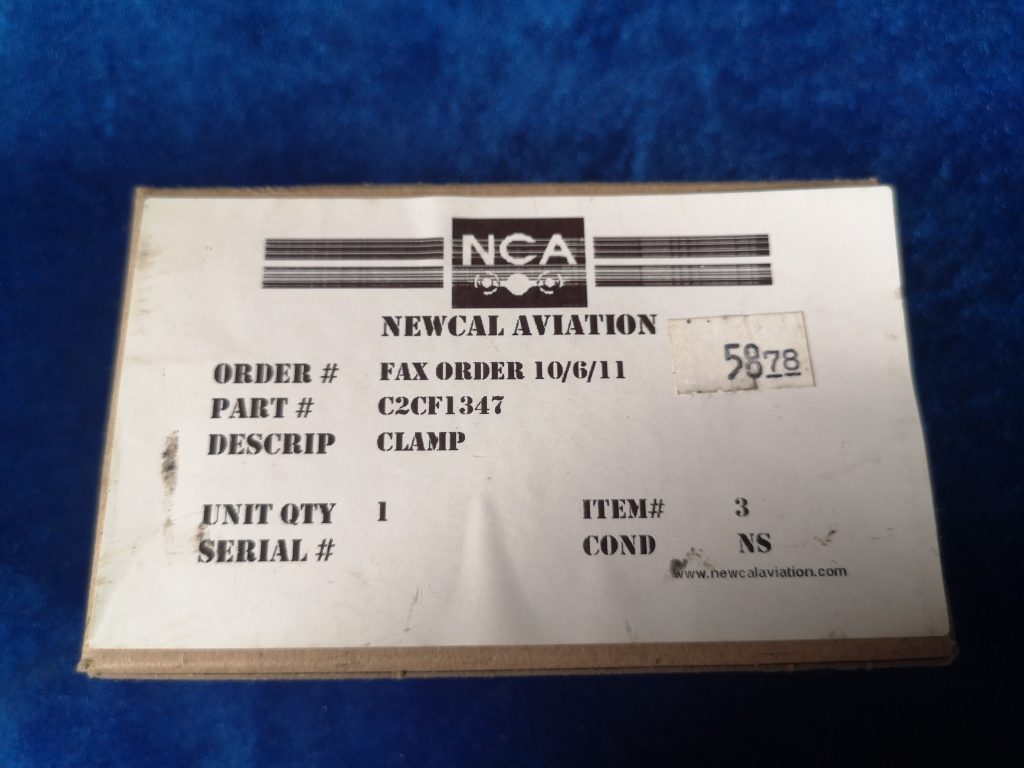 NCA
NEWCAL AVIATION
5878
ORDER # FAX ORDER 10/6/11
PART # C2CF1347
DESCRIP CLAMP
UNIT QTY 1 ITEM# 3
SERIAL # COND NS
www.newcalaviation.com